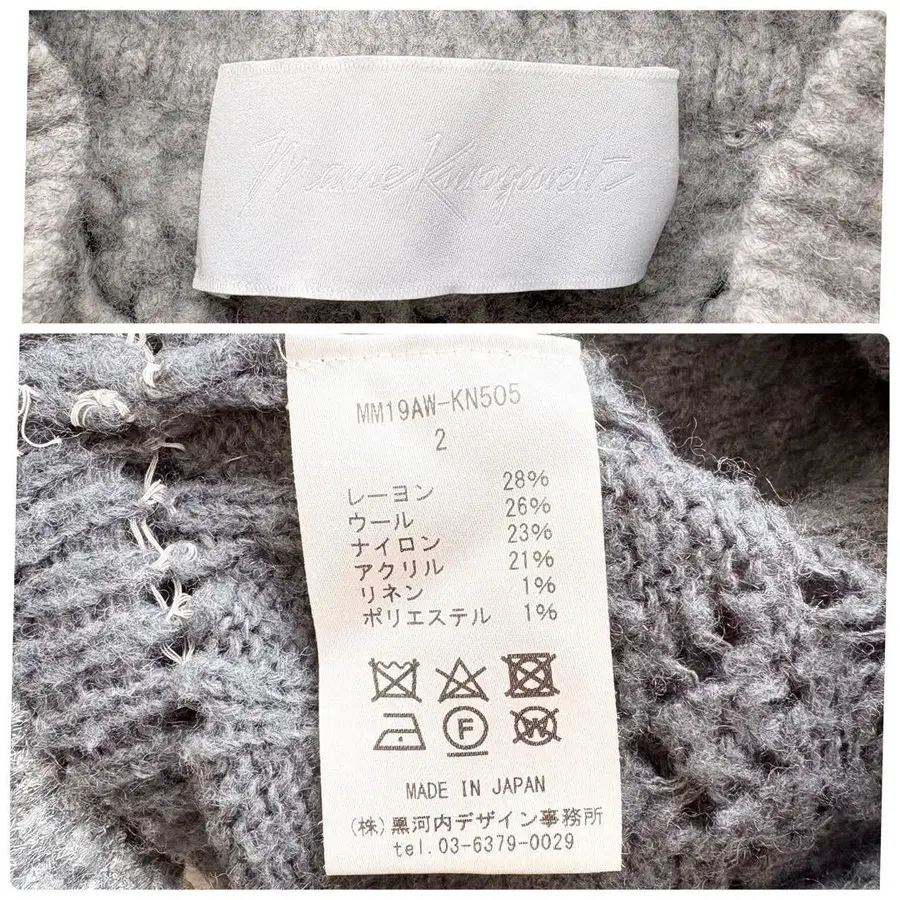 Mame Kurogouchi
MM19AW-KN505
2
レーヨン 28%
ウール 26%
ナイロン 23%
アクリル 21%
リネン 1%
ポリエステル 1%
F
W
MADE IN JAPAN
(株)黒河内デザイン事務所
tel.03-6379-0029